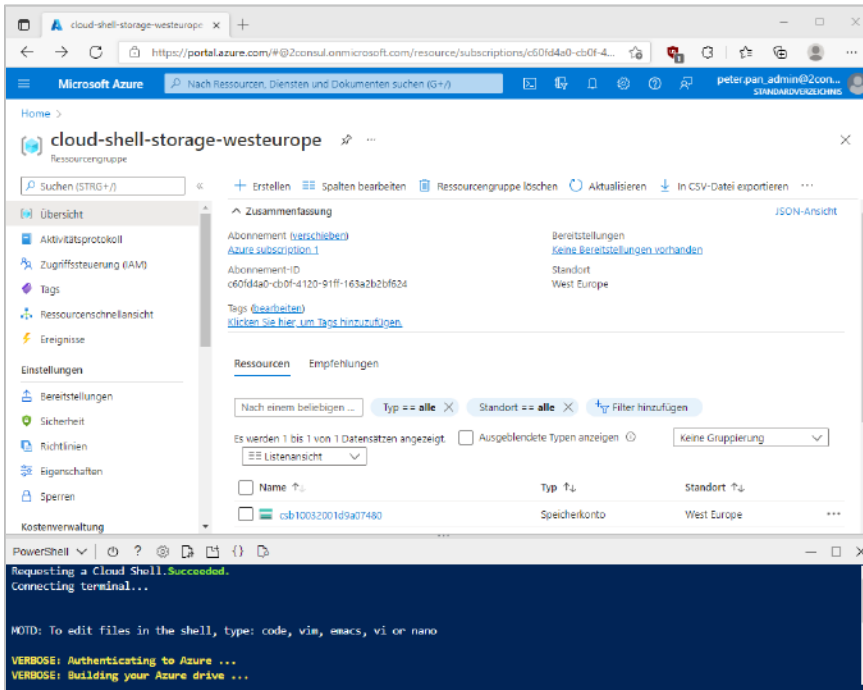 cloud-shell-storage-westeurope
https://portal.azure.com/#@2consul.onmicrosoft.com/resource/subscriptions/c60fd4a0-cb0f-4...
Microsoft Azure
Nach Ressourcen, Diensten und Dokumenten suchen (G+/)
peter.pan_admin@2con...
STANDARDVERZEICHNIS
Home >
cloud-shell-storage-westeurope
Ressourcengruppe
Suchen (STRG+/)
Erstellen Spalten bearbeiten Ressourcengruppe löschen Aktualisieren In CSV-Datei exportieren
Übersicht
Aktivitätsprotokoll
Zugriffssteuerung (IAM)
Tags
Ressourcenschnellansicht
Ereignisse
Einstellungen
Bereitstellungen
Sicherheit
Richtlinien
Eigenschaften
Sperren
Kostenverwaltung
Zusammenfassung
JSON-Ansicht
Abonnement (verschieben)
Azure subscription 1
Abonnement-ID
c60fd4a0-cb0f-4120-91ff-163a2b2bf624
Tags (bearbeiten)
Klicken Sie hier, um Tags hinzuzufügen.
Bereitstellungen
Keine Bereitstellungen vorhanden
Standort
West Europe
Ressourcen Empfehlungen
Nach einem beliebigen ... Typ == alle Standort == alle Filter hinzufügen
Es werden 1 bis 1 von 1 Datensätzen angezeigt. Ausgeblendete Typen anzeigen Keine Gruppierung
Listenansicht
Name Typ Standort
csb10032001d9a07480 Speicherkonto West Europe
PowerShell
Requesting a Cloud Shell.Succeeded.
Connecting terminal...
MOTD: To edit files in the shell, type: code, vim, emacs, vi or nano
VERBOSE: Authenticating to Azure ...
VERBOSE: Building your Azure drive ...